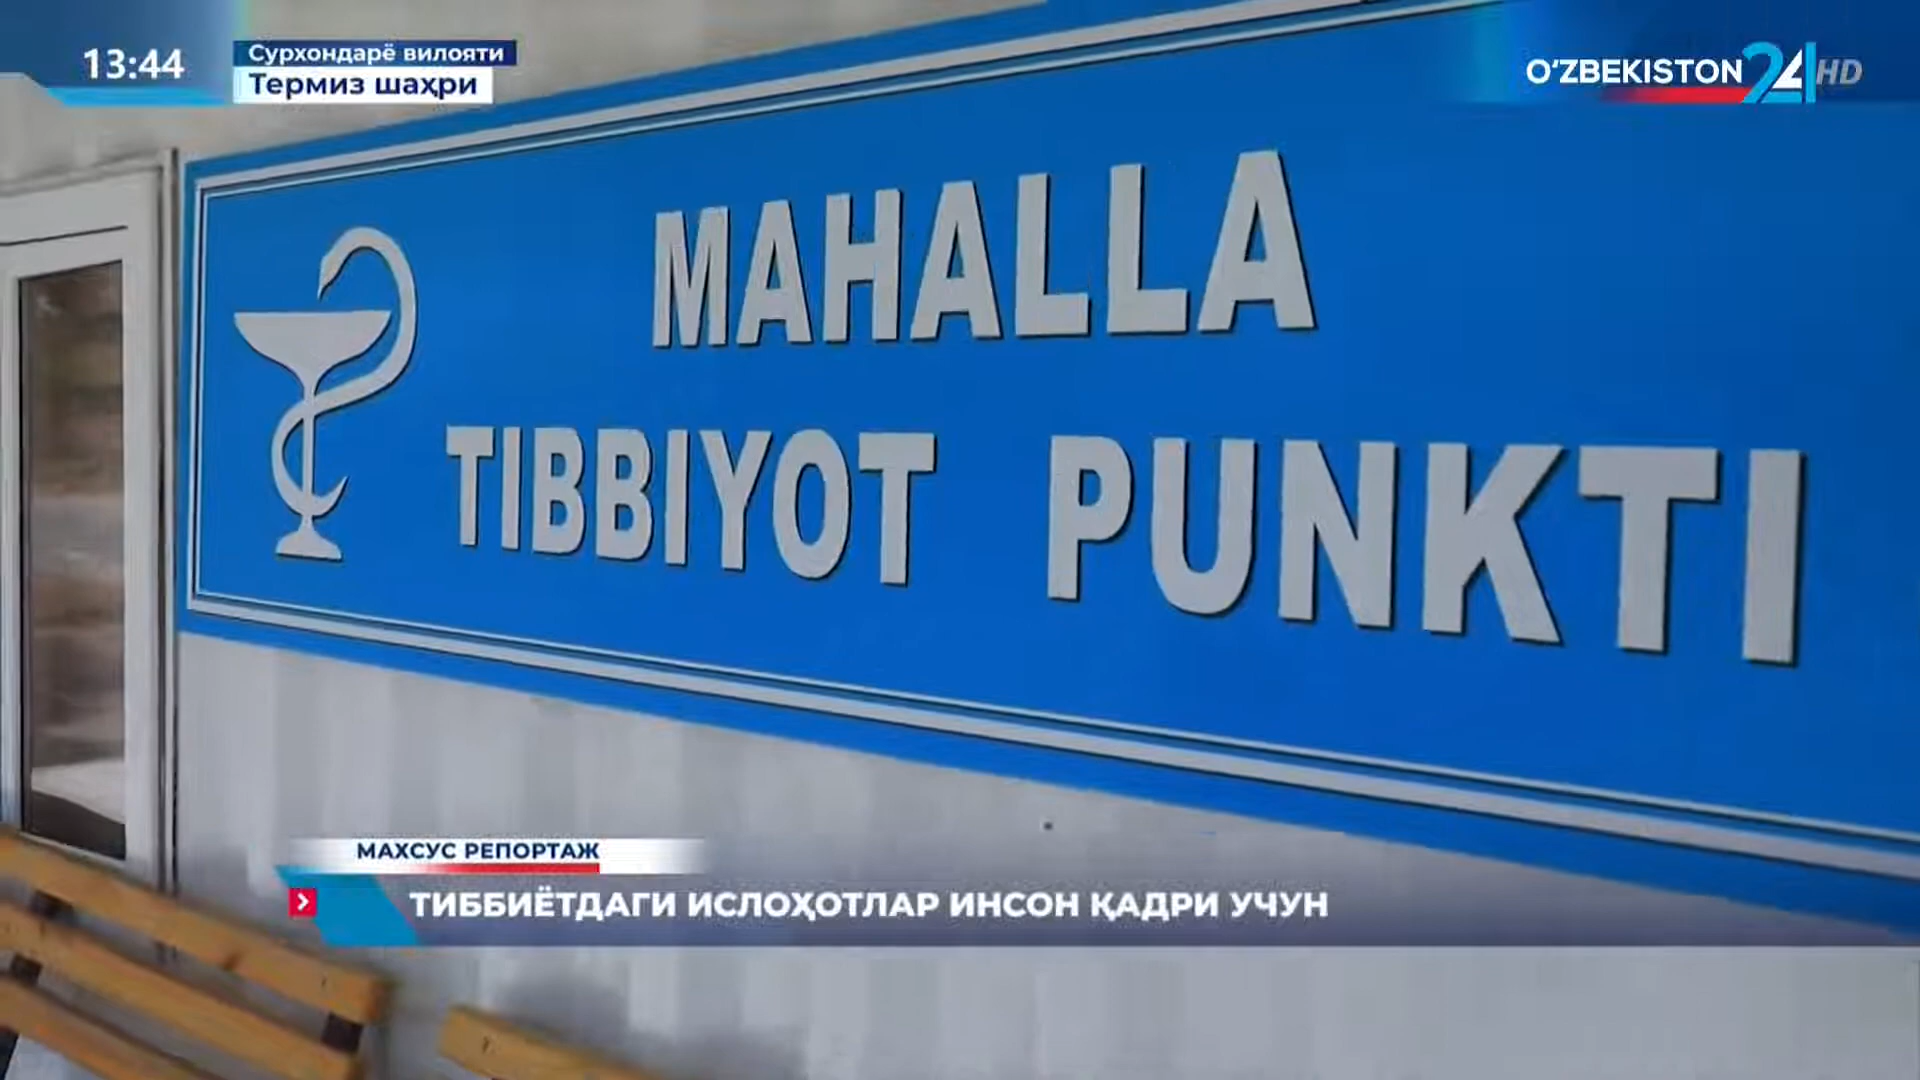 13:44
Сурхондарё вилояти
Термиз шаҳри
O‘ZBEKISTON 24 HD
MAHALLA
TIBBIYOT PUNKTI
МАХСУС РЕПОРТАЖ
ТИББИЁТДАГИ ИСЛОҲОТЛАР ИНСОН ҚАДРИ УЧУН